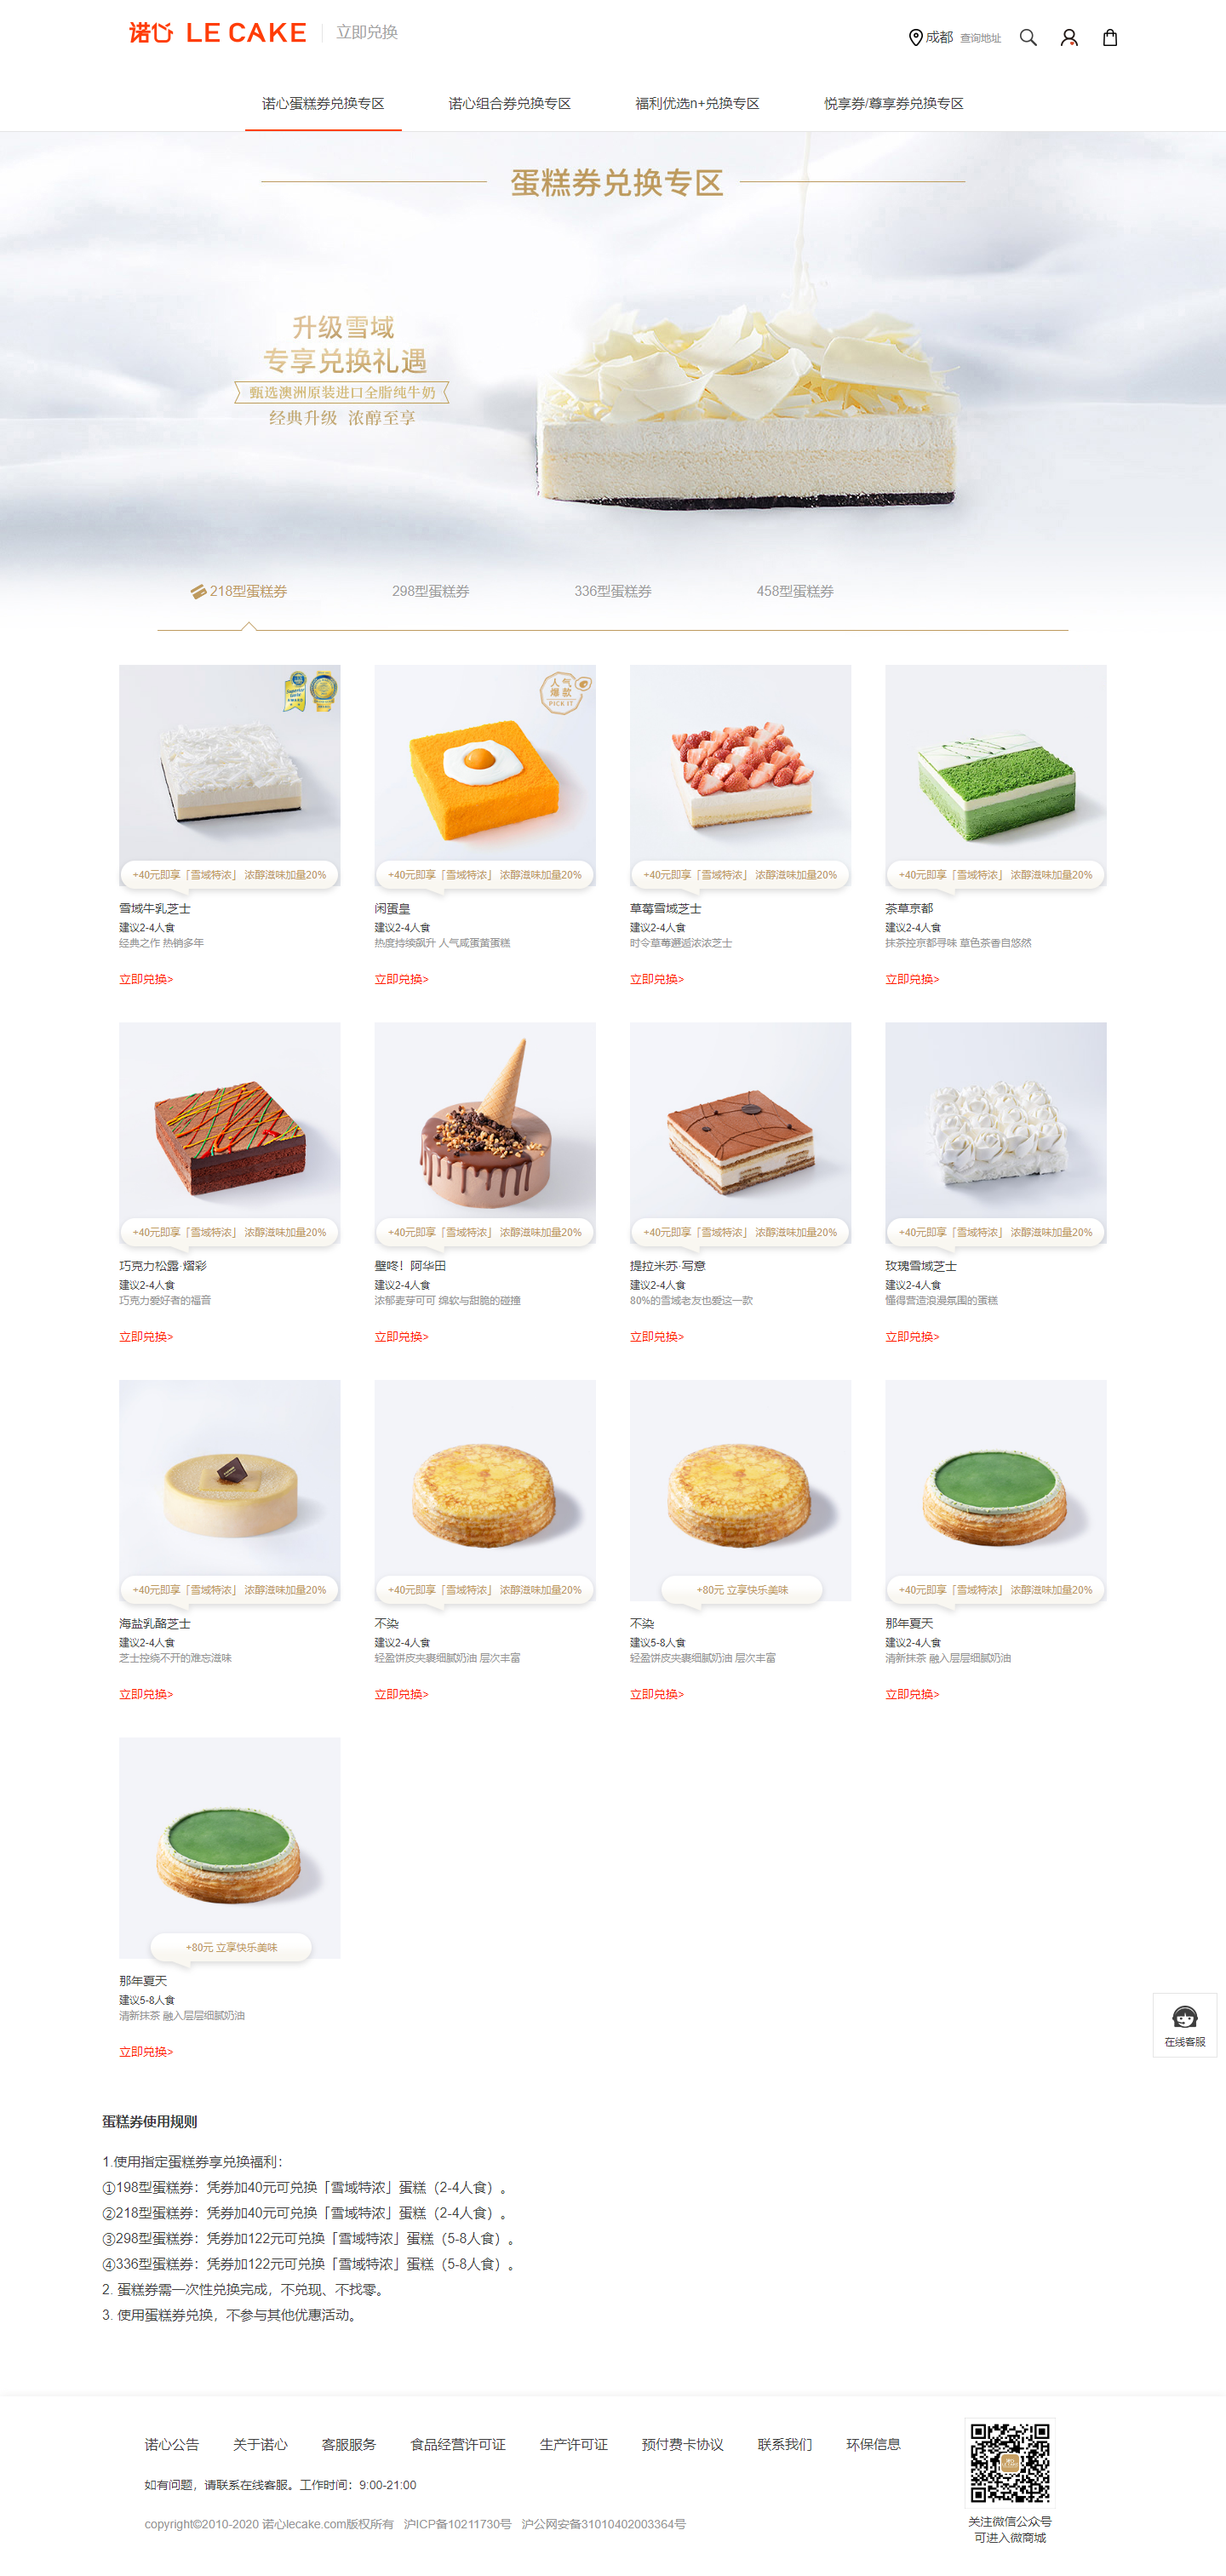 诺心 LE CAKE 立即兑换
成都 查询地址
诺心蛋糕券兑换专区 诺心组合券兑换专区 福利优选n+兑换专区 悦享券/尊享券兑换专区
蛋糕券兑换专区
升级雪域
专享兑换礼遇
甄选澳洲原装进口全脂纯牛奶
经典升级 浓醇至享
218型蛋糕券 298型蛋糕券 336型蛋糕券 458型蛋糕券
人气
爆款
PICK IT
+40元即享「雪域特浓」 浓醇滋味加量20% +40元即享「雪域特浓」 浓醇滋味加量20% +40元即享「雪域特浓」 浓醇滋味加量20% +40元即享「雪域特浓」 浓醇滋味加量20%
雪域牛乳芝士 闲蛋皇 草莓雪域芝士 茶草京都
建议2-4人食 建议2-4人食 建议2-4人食 建议2-4人食
经典之作 热销多年 热度持续飙升 人气咸蛋黄蛋糕 时令草莓邂逅浓浓芝士 抹茶控京都寻味 草色茶香自悠然
立即兑换> 立即兑换> 立即兑换> 立即兑换>
+40元即享「雪域特浓」 浓醇滋味加量20% +40元即享「雪域特浓」 浓醇滋味加量20% +40元即享「雪域特浓」 浓醇滋味加量20% +40元即享「雪域特浓」 浓醇滋味加量20%
巧克力松露·熠彩 壁咚！阿华田 提拉米苏·写意 玫瑰雪域芝士
建议2-4人食 建议2-4人食 建议2-4人食 建议2-4人食
巧克力爱好者的福音 浓郁麦芽可可 绵软与甜脆的碰撞 80%的雪域老友也爱这一款 懂得营造浪漫氛围的蛋糕
立即兑换> 立即兑换> 立即兑换> 立即兑换>
+40元即享「雪域特浓」 浓醇滋味加量20% +40元即享「雪域特浓」 浓醇滋味加量20% +80元 立享快乐美味 +40元即享「雪域特浓」 浓醇滋味加量20%
海盐乳酪芝士 不染 不染 那年夏天
建议2-4人食 建议2-4人食 建议5-8人食 建议2-4人食
芝士控绕不开的难忘滋味 轻盈饼皮夹裹细腻奶油 层次丰富 轻盈饼皮夹裹细腻奶油 层次丰富 清新抹茶 融入层层细腻奶油
立即兑换> 立即兑换> 立即兑换> 立即兑换>
+80元 立享快乐美味
那年夏天
建议5-8人食
清新抹茶 融入层层细腻奶油
立即兑换>
在线客服
蛋糕券使用规则
1.使用指定蛋糕券享兑换福利：
①198型蛋糕券：凭券加40元可兑换「雪域特浓」蛋糕（2-4人食）。
②218型蛋糕券：凭券加40元可兑换「雪域特浓」蛋糕（2-4人食）。
③298型蛋糕券：凭券加122元可兑换「雪域特浓」蛋糕（5-8人食）。
④336型蛋糕券：凭券加122元可兑换「雪域特浓」蛋糕（5-8人食）。
2. 蛋糕券需一次性兑换完成，不兑现、不找零。
3. 使用蛋糕券兑换，不参与其他优惠活动。
诺心公告 关于诺心 客服服务 食品经营许可证 生产许可证 预付费卡协议 联系我们 环保信息
如有问题，请联系在线客服。工作时间：9:00-21:00
copyright©2010-2020 诺心lecake.com版权所有 沪ICP备10211730号 沪公网安备31010402003364号
关注微信公众号
可进入微商城